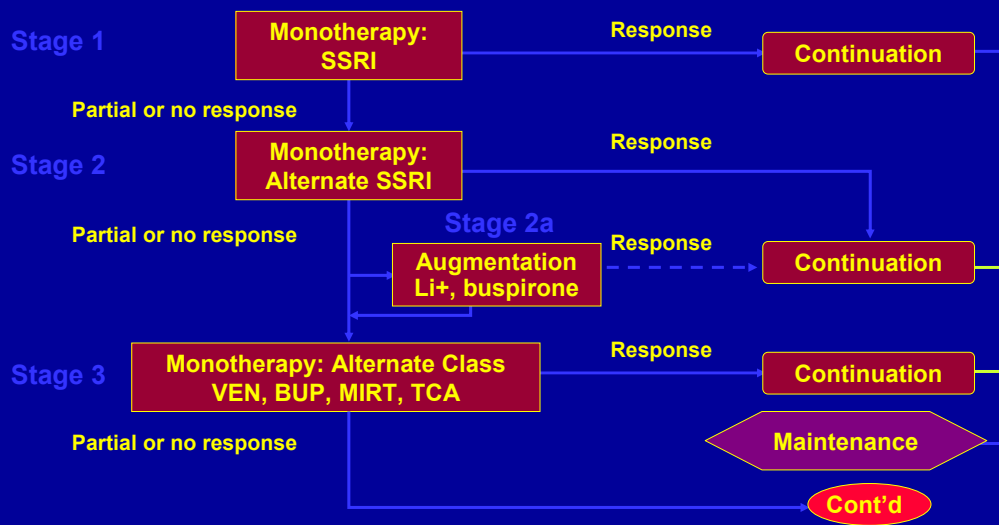 Stage 1
Monotherapy:
SSRI
Response
Continuation
Partial or no response
Stage 2
Monotherapy:
Alternate SSRI
Response
Partial or no response
Stage 2a
Augmentation
Li+, buspirone
Response
Continuation
Stage 3
Monotherapy: Alternate Class
VEN, BUP, MIRT, TCA
Response
Continuation
Partial or no response
Maintenance
Cont'd